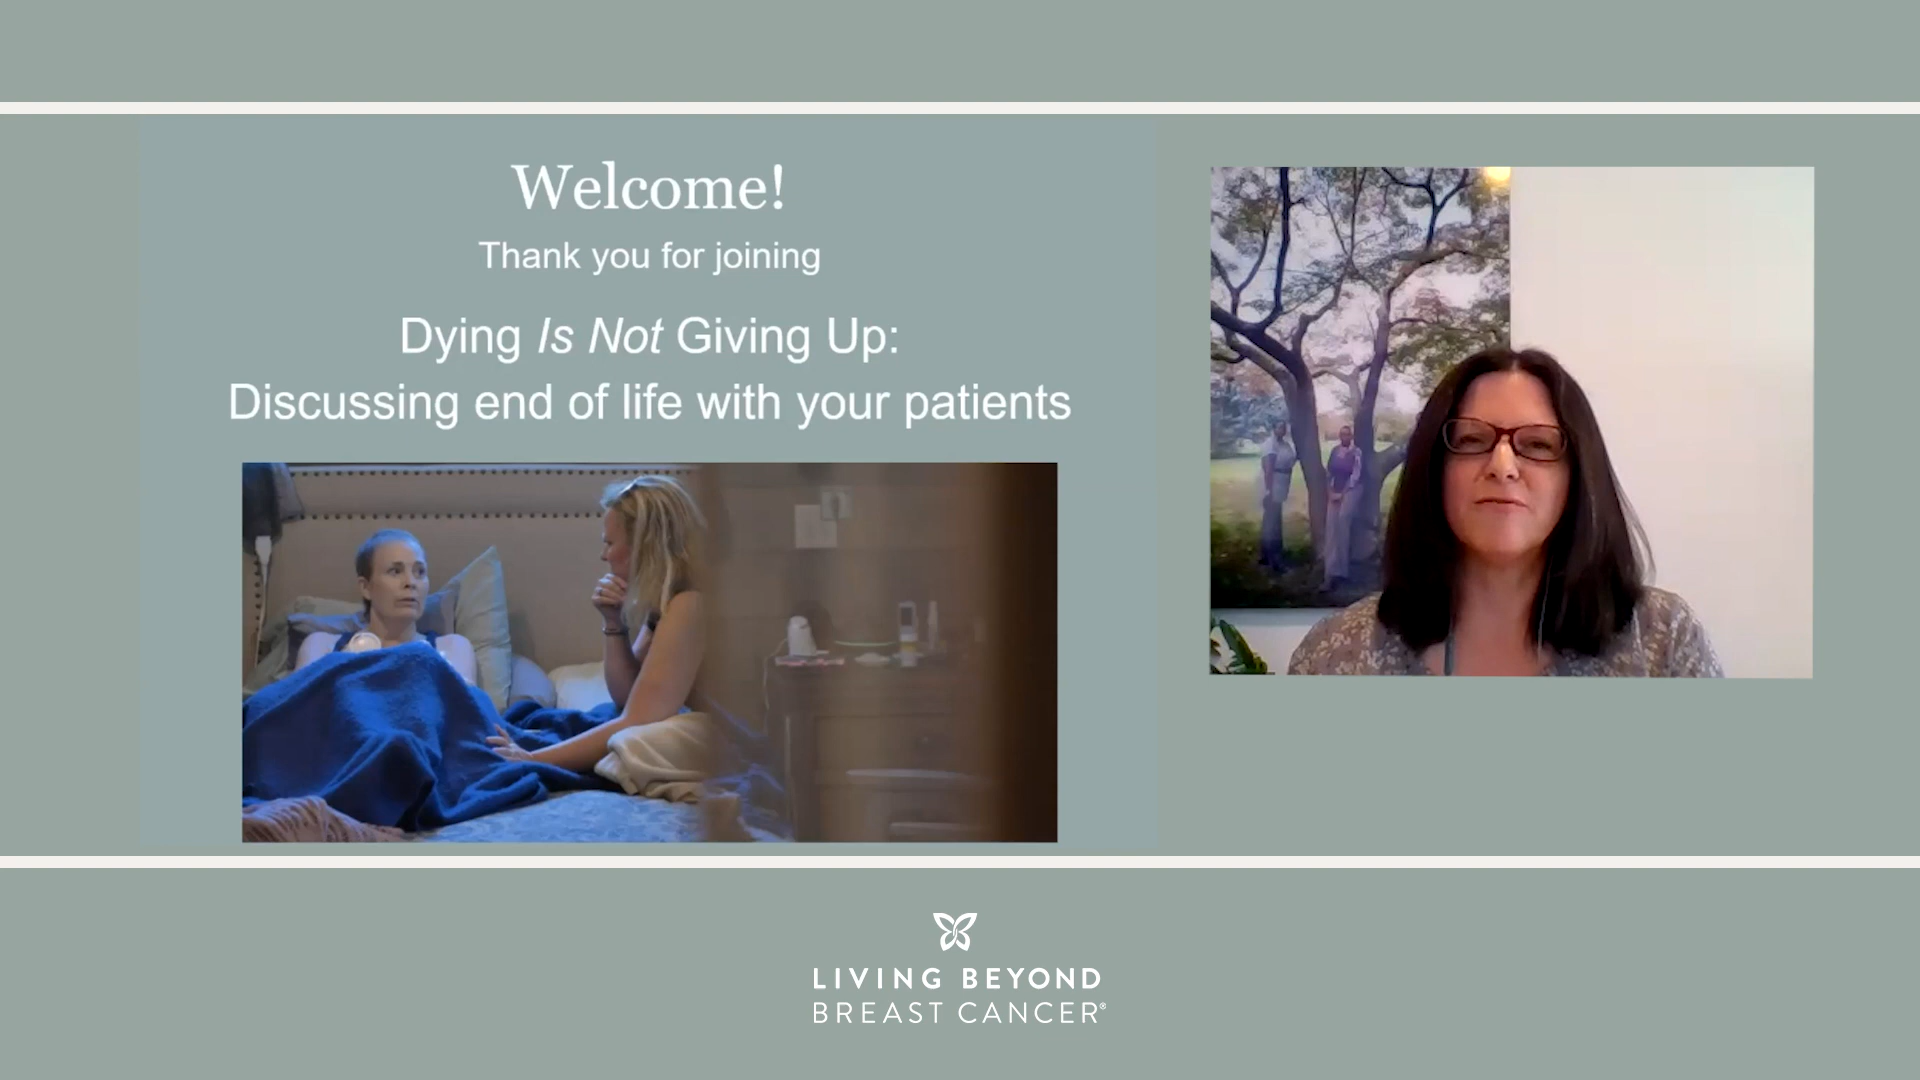 Welcome!
Thank you for joining
Dying Is Not Giving Up:
Discussing end of life with your patients
LIVING BEYOND
BREAST CANCER®